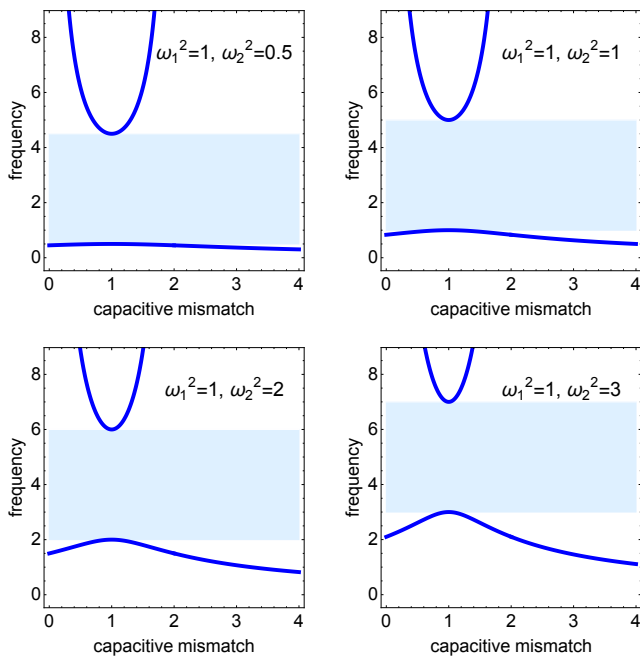 frequency
8
6
4
2
0
ω₁²=1, ω₂²=0.5
0 1 2 3 4
capacitive mismatch
frequency
8
6
4
2
0
ω₁²=1, ω₂²=1
0 1 2 3 4
capacitive mismatch
frequency
8
6
4
2
0
ω₁²=1, ω₂²=2
0 1 2 3 4
capacitive mismatch
frequency
8
6
4
2
0
ω₁²=1, ω₂²=3
0 1 2 3 4
capacitive mismatch